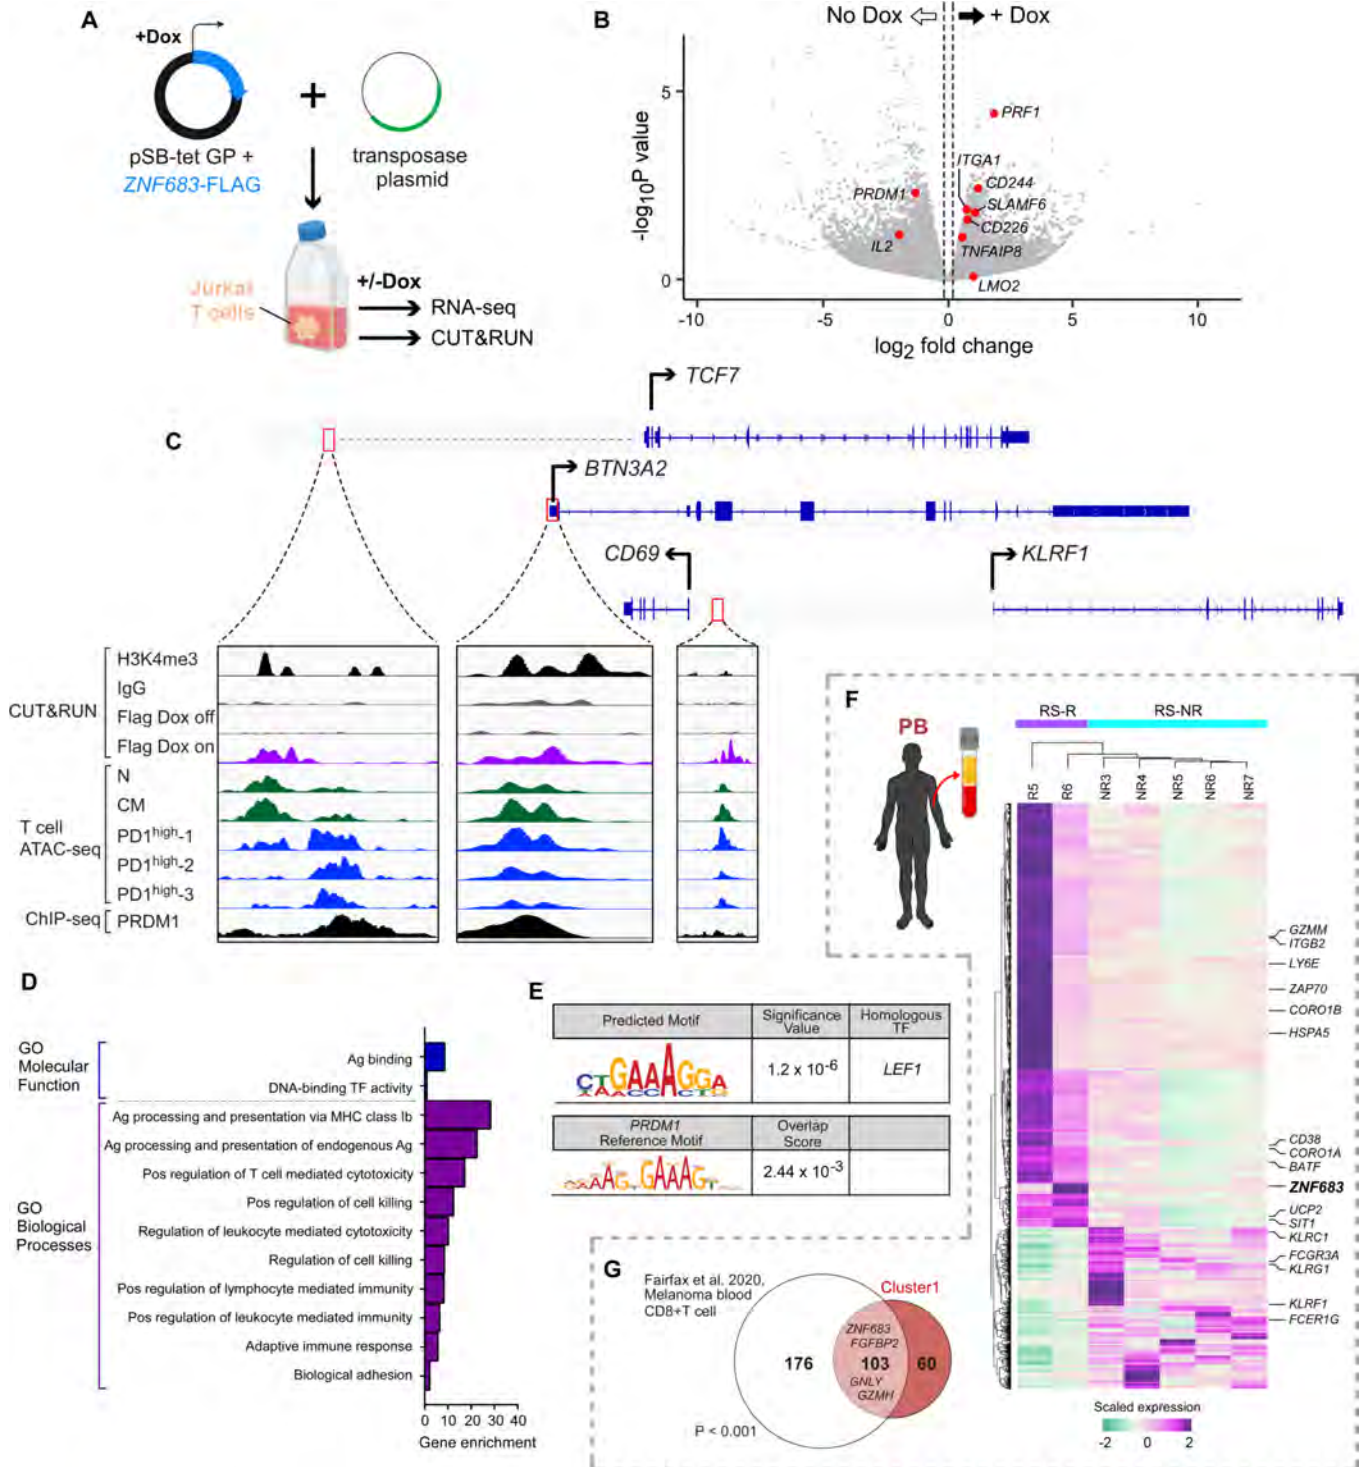 A
+Dox
+
pSB-tet GP +
ZNF683-FLAG
transposase
plasmid
Jurkat
T cells
+/-Dox
RNA-seq
CUT&RUN
B
No Dox
+ Dox
-log10P value
5
0
PRF1
ITGA1
CD244
PRDM1
SLAMF6
CD226
IL2
TNFAIP8
LMO2
-10
-5
0
5
10
log2 fold change
C
TCF7
BTN3A2
CD69
KLRF1
CUT&RUN
H3K4me3
IgG
Flag Dox off
Flag Dox on
T cell
ATAC-seq
N
CM
PD1high-1
PD1high-2
PD1high-3
ChIP-seq
PRDM1
D
GO
Molecular
Function
Ag binding
DNA-binding TF activity
GO
Biological
Processes
Ag processing and presentation via MHC class Ib
Ag processing and presentation of endogenous Ag
Pos regulation of T cell mediated cytotoxicity
Pos regulation of cell killing
Regulation of leukocyte mediated cytotoxicity
Regulation of cell killing
Pos regulation of lymphocyte mediated immunity
Pos regulation of leukocyte mediated immunity
Adaptive immune response
Biological adhesion
0 10 20 30 40
Gene enrichment
E
Predicted Motif
Significance
Value
Homologous
TF
1.2 x 10-6
LEF1
PRDM1
Reference Motif
Overlap
Score
2.44 x 10-3
F
PB
RS-R
RS-NR
R5
R6
NR3
NR4
NR5
NR6
NR7
GZMM
ITGB2
LY6E
ZAP70
CORO1B
HSPA5
CD38
CORO1A
BATF
ZNF683
UCP2
SIT1
KLRC1
FCGR3A
KLRG1
KLRF1
FCER1G
Scaled expression
-2 0 2
G
Fairfax et al. 2020,
Melanoma blood
CD8+T cell
Cluster1
ZNF683
FGFBP2
176
103
60
GNLY
GZMH
P < 0.001